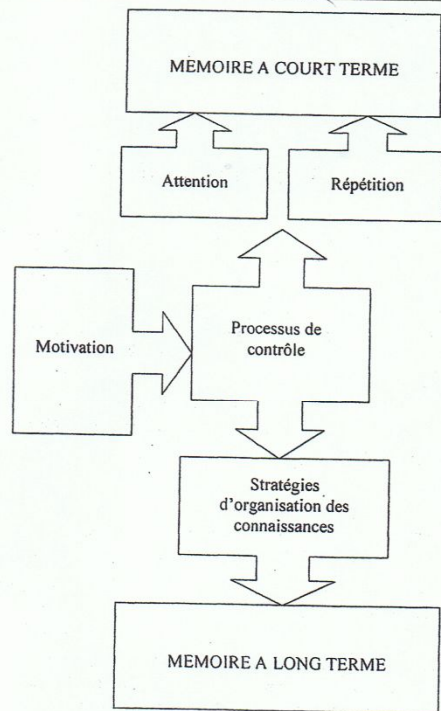 MEMOIRE A COURT TERME
Attention
Répétition
Motivation
Processus de
contrôle
Stratégies
d'organisation des
connaissances
MEMOIRE A LONG TERME